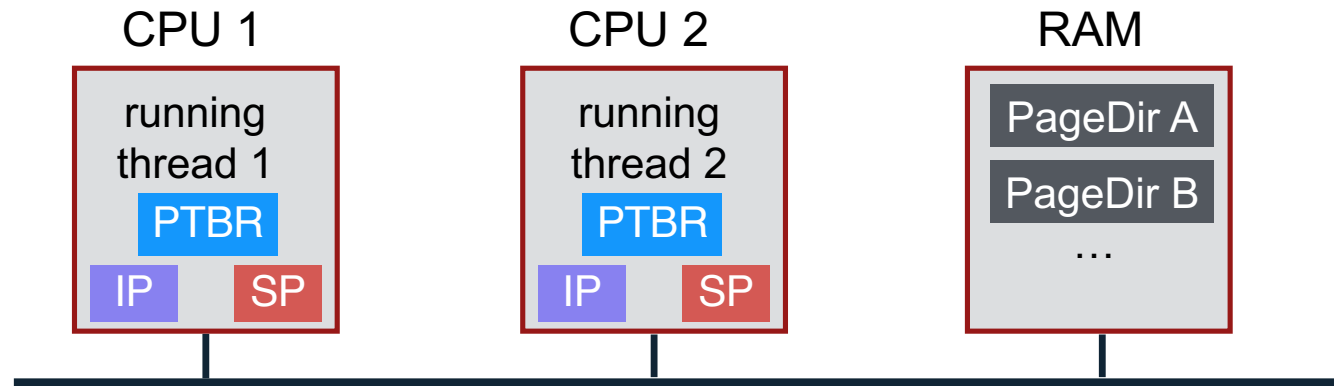 CPU 1
running
thread 1
PTBR
IP
SP
CPU 2
running
thread 2
PTBR
IP
SP
RAM
PageDir A
PageDir B
…